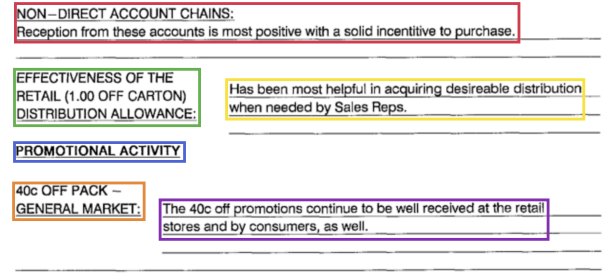 NON-DIRECT ACCOUNT CHAINS:
Reception from these accounts is most positive with a solid incentitive to purchase.
EFFECTIVENESS OF THE
RETAIL (1.00 OFF CARTON)
DISTRIBUTION ALLOWANCE:
Has been most helpful in acquiring desireable distribution
when needed by Sales Reps.
PROMOTIONAL ACTIVITY
40c OFF PACK –
GENERAL MARKET:
The 40c off promotions continue to be well received at the retail
stores and by consumers, as well.